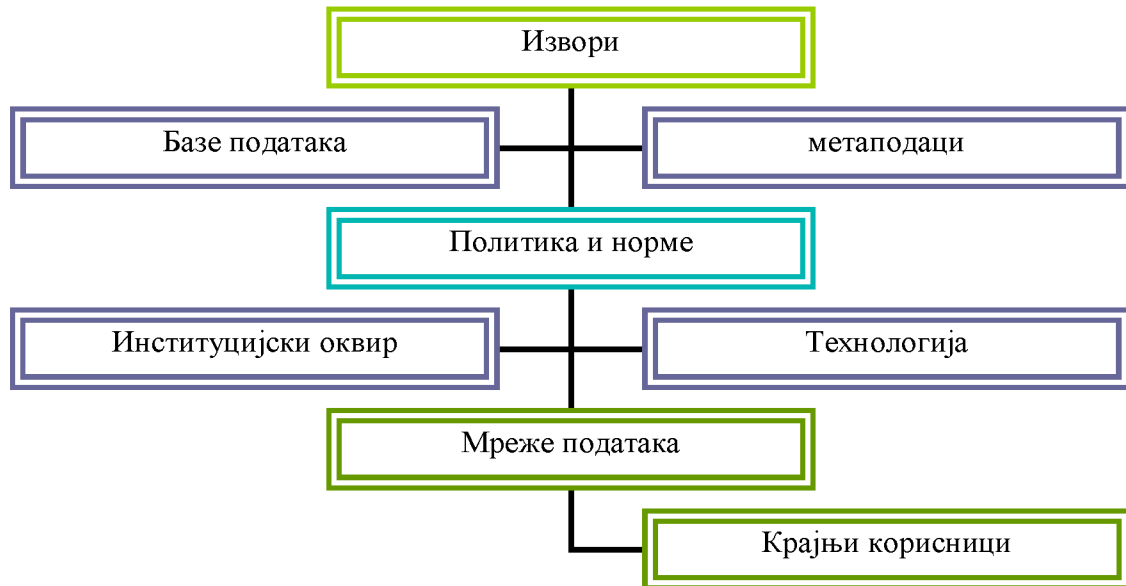 Извори
Базе података
метаподаци
Политика и норме
Институцијски оквир
Технологија
Мреже података
Крајњи корисници